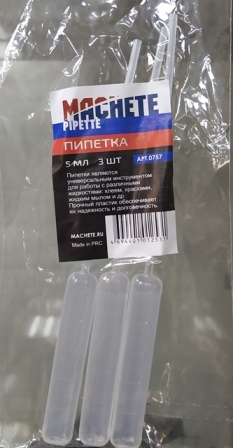 MACHETE
PIPETTE
ПИПЕТКА
5 МЛ 3 ШТ АРТ.0757
Пипетки являются
универсальным инструментом
для работы с различными
жидкостями: клеем, красками,
жидким мылом и др.
Прочный пластик обеспечивает
их надежность и долговечность.
MACHETE.RU
Made in PRC